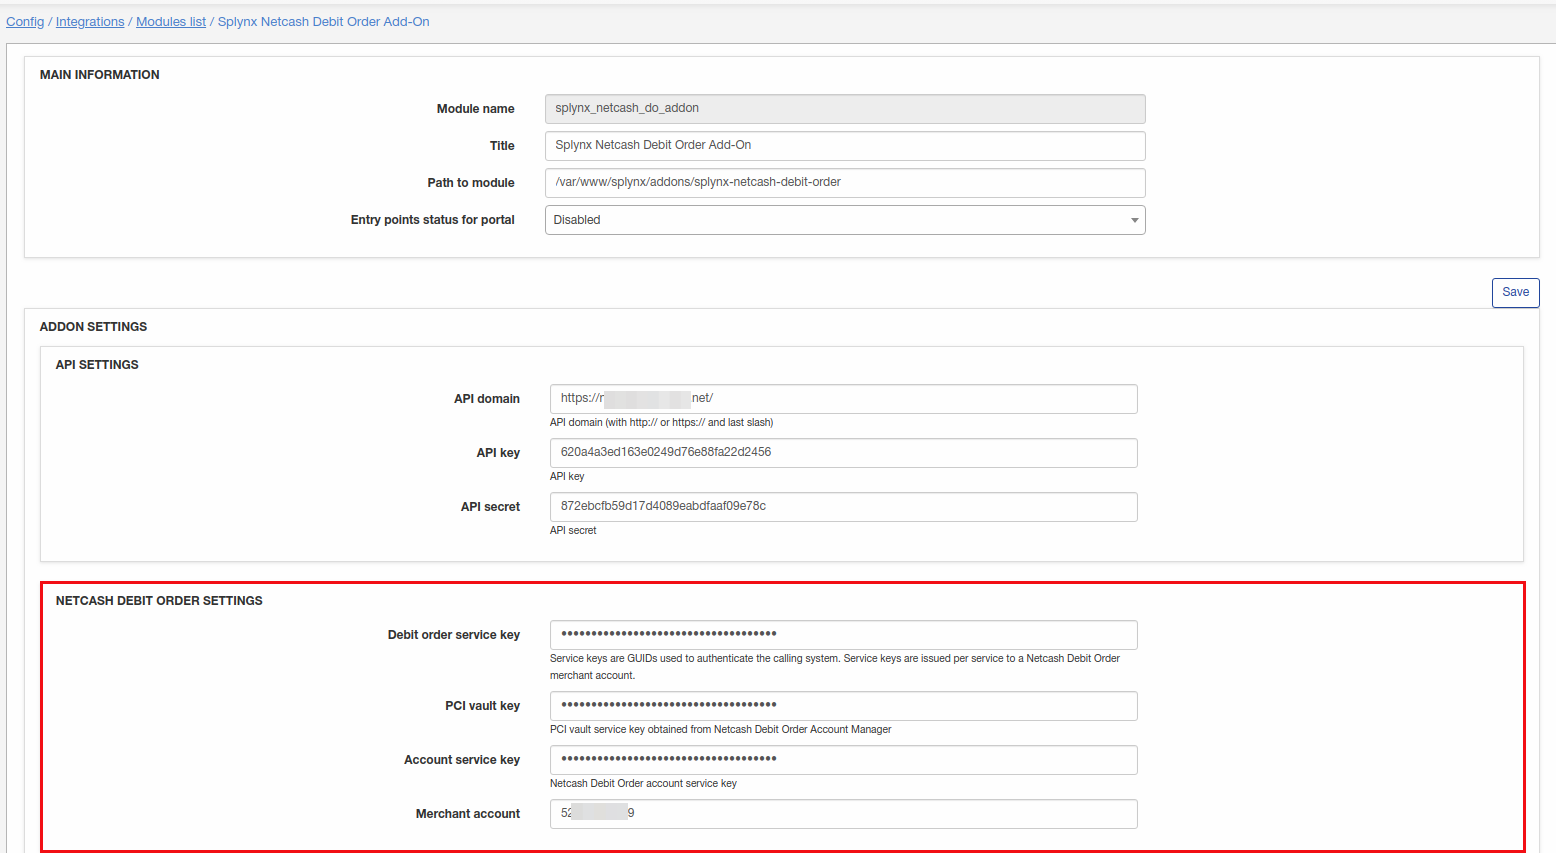 Config / Integrations / Modules list / Splynx Netcash Debit Order Add-On
MAIN INFORMATION
Module name splynx_netcash_do_addon
Title Splynx Netcash Debit Order Add-On
Path to module /var/www/splynx/addons/splynx-netcash-debit-order
Entry points status for portal Disabled
Save
ADDON SETTINGS
API SETTINGS
API domain https://r net/
API domain (with http:// or https:// and last slash)
API key 620a4a3ed163e0249d76e88fa22d2456
API key
API secret 872ebcfb59d17d4089eabdfaaf09e78c
API secret
NETCASH DEBIT ORDER SETTINGS
Debit order service key ••••••••••••••••••••••••••••••••••••
Service keys are GUIDs used to authenticate the calling system. Service keys are issued per service to a Netcash Debit Order
merchant account.
PCI vault key ••••••••••••••••••••••••••••••••••••
PCI vault service key obtained from Netcash Debit Order Account Manager
Account service key ••••••••••••••••••••••••••••••••••••
Netcash Debit Order account service key
Merchant account 52 9